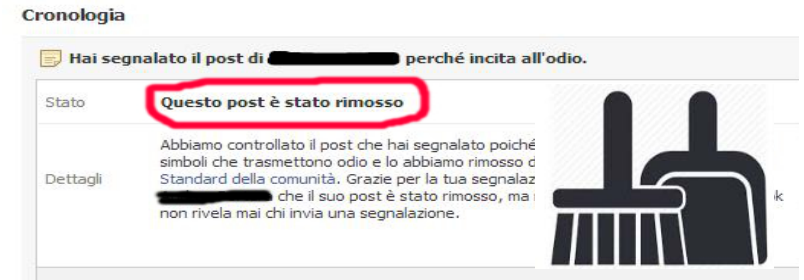 Cronologia
Hai segnalato il post di perché incita all'odio.
Stato Questo post è stato rimosso
Abbiamo controllato il post che hai segnalato poiché
simboli che trasmettono odio e lo abbiamo rimosso
Dettagli Standard della comunità. Grazie per la tua
che il suo post è stato rimosso, ma
non rivela mai chi invia una segnalazione.